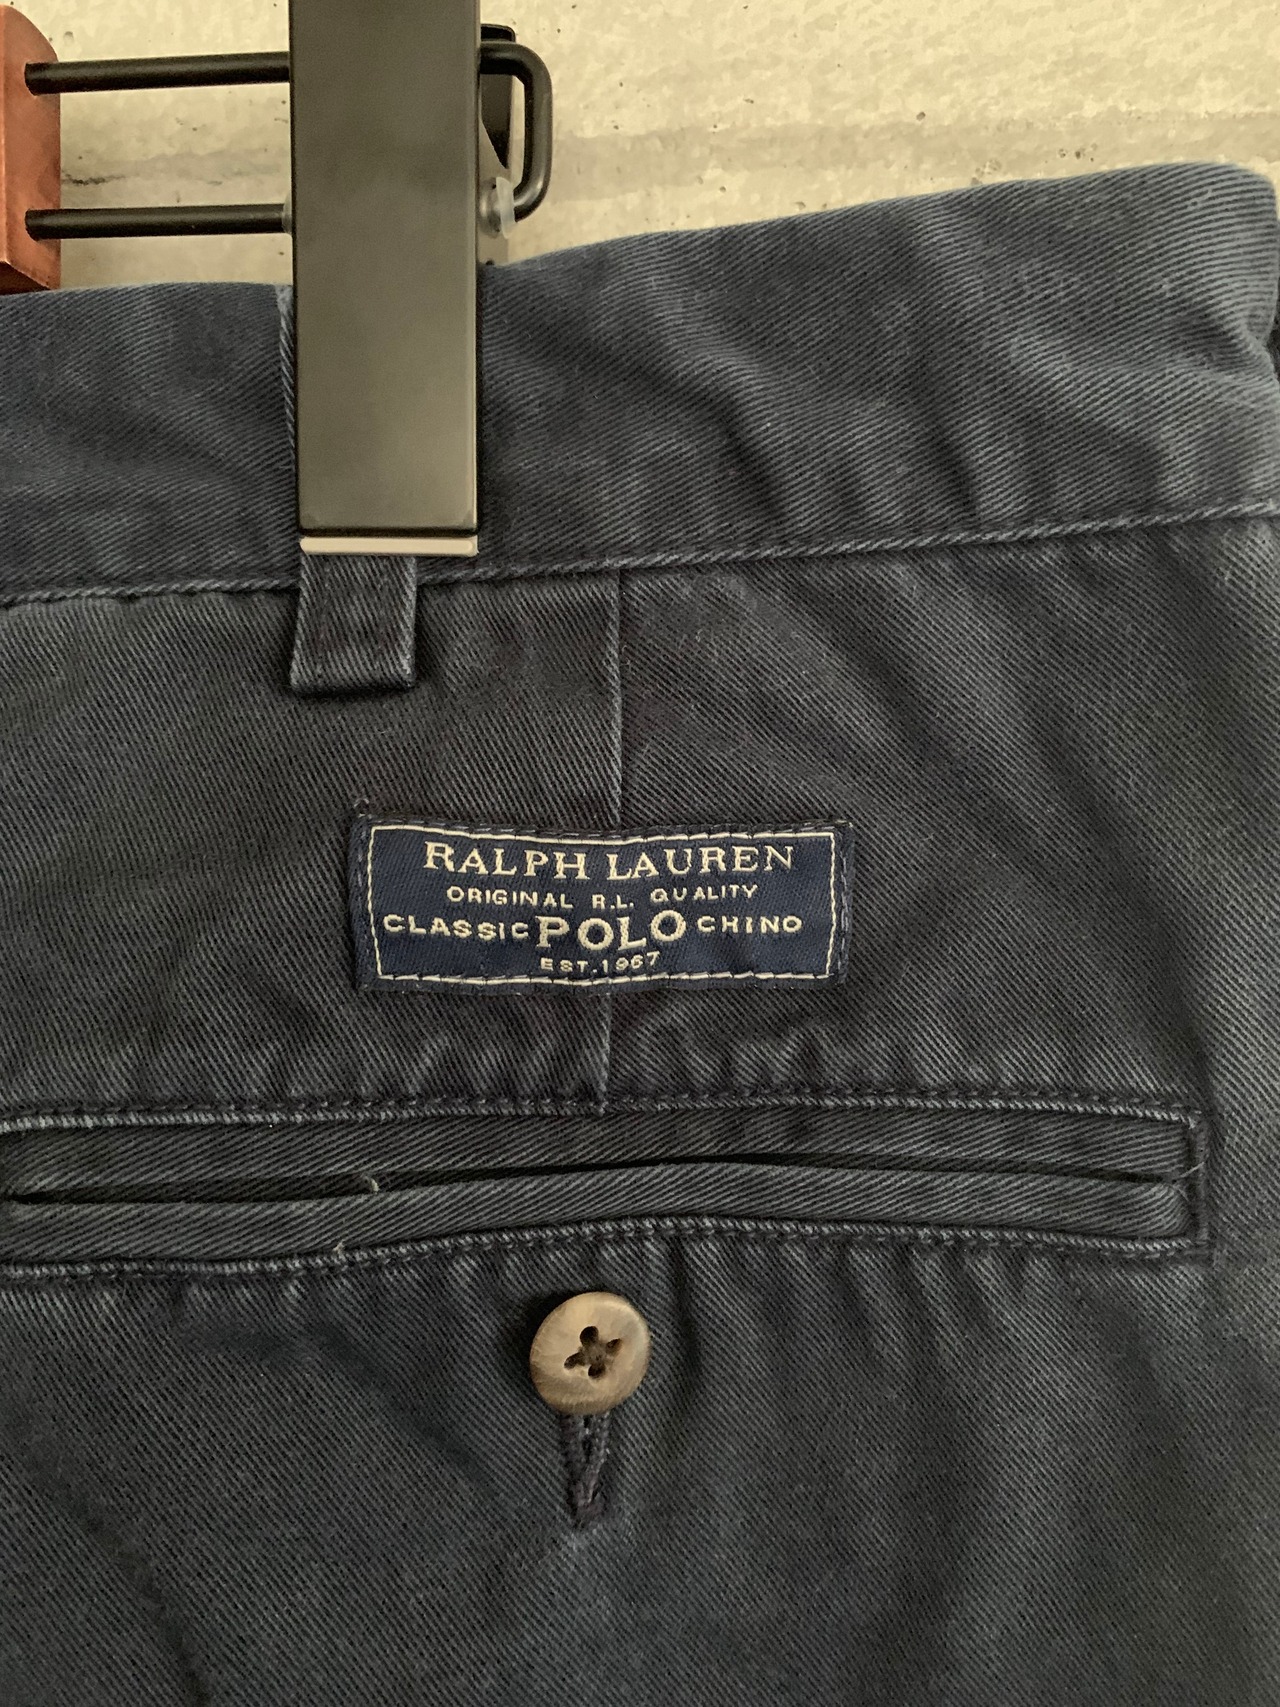 RALPH LAUREN
ORIGINAL R.L. QUALITY
CLASSIC POLO CHINO
EST. 1967